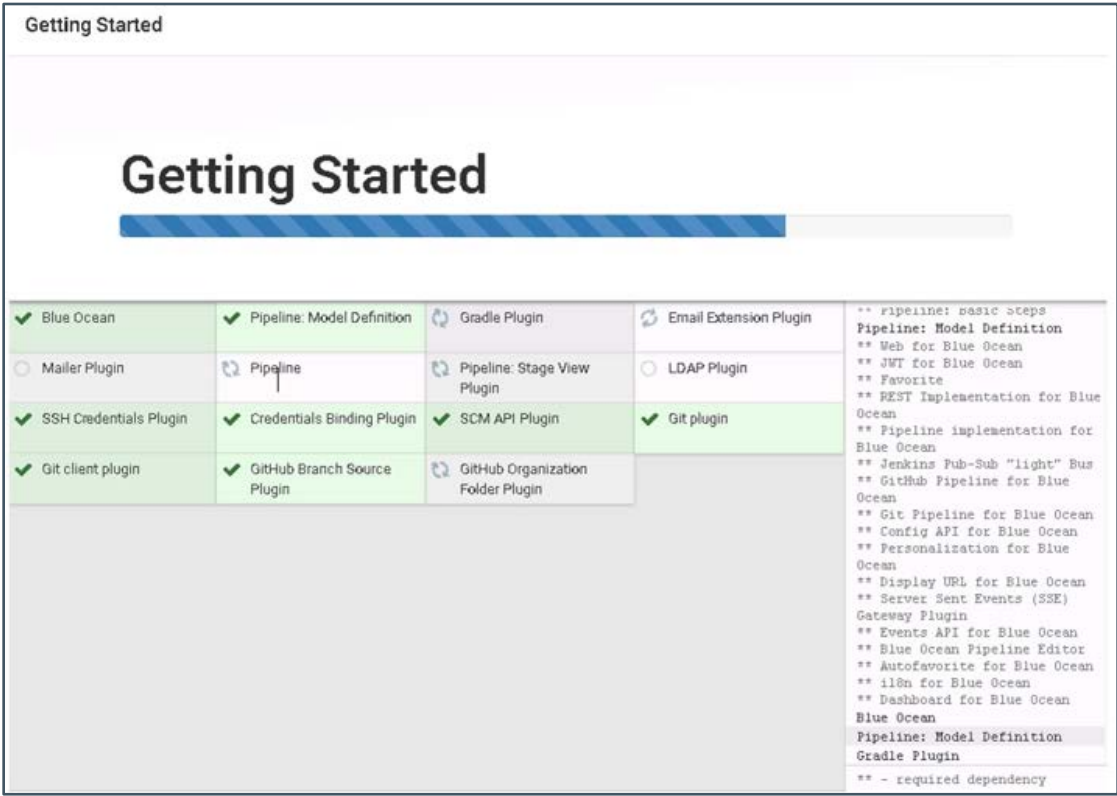 Getting Started
Getting Started
Blue Ocean
Pipeline: Model Definition
Gradle Plugin
Email Extension Plugin
Mailer Plugin
Pipeline
Pipeline: Stage View
Plugin
LDAP Plugin
SSH Credentials Plugin
Credentials Binding Plugin
SCM API Plugin
Git plugin
Git client plugin
GitHub Branch Source
Plugin
GitHub Organization
Folder Plugin
** Pipeline: Basic Steps
Pipeline: Model Definition
** Web for Blue Ocean
** JWT for Blue Ocean
** Favorite
** REST Implementation for Blue
Ocean
** Pipeline implementation for
Blue Ocean
** Jenkins Pub-Sub "light" Bus
** GitHub Pipeline for Blue
Ocean
** Git Pipeline for Blue Ocean
** Config API for Blue Ocean
** Personalization for Blue
Ocean
** Display URL for Blue Ocean
** Server Sent Events (SSE)
Gateway Plugin
** Events API for Blue Ocean
** Blue Ocean Pipeline Editor
** Autofavorite for Blue Ocean
** i18n for Blue Ocean
** Dashboard for Blue Ocean
Blue Ocean
Pipeline: Model Definition
Gradle Plugin
** - required dependency